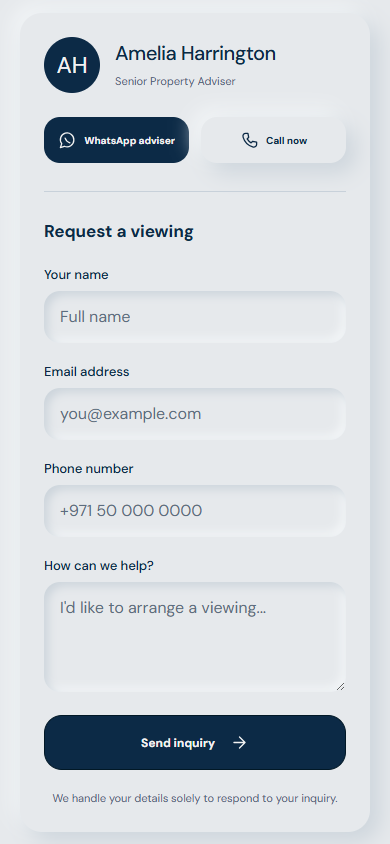 AH
Amelia Harrington
Senior Property Adviser
WhatsApp adviser
Call now
Request a viewing
Your name
Full name
Email address
you@example.com
Phone number
+971 50 000 0000
How can we help?
I'd like to arrange a viewing...
Send inquiry
We handle your details solely to respond to your inquiry.